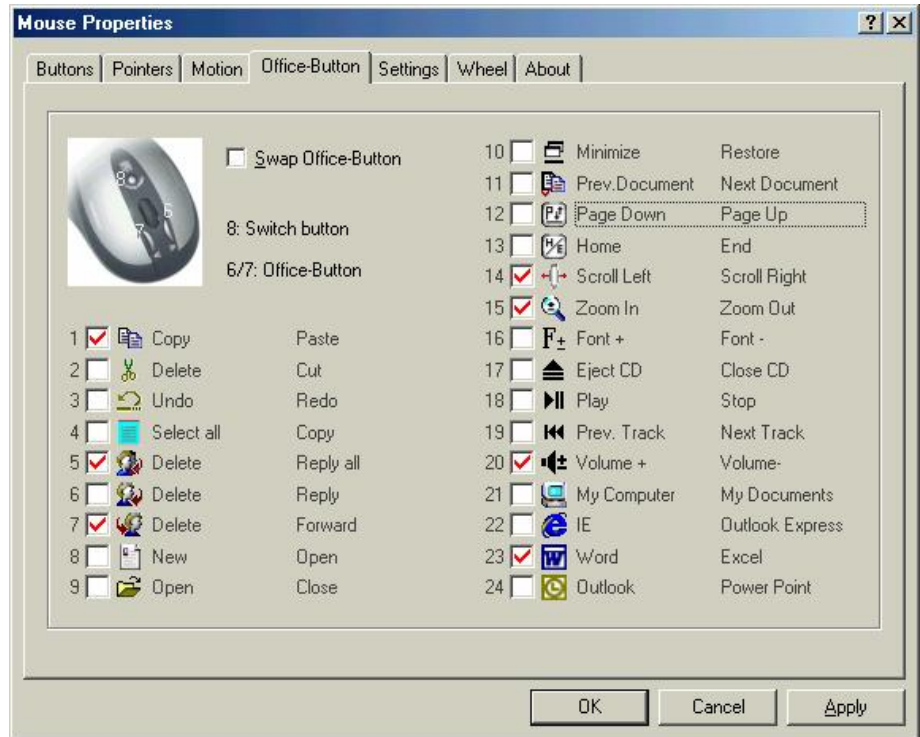 Mouse Properties
Buttons Pointers Motion Office-Button Settings Wheel About
8
6
7
Swap Office-Button
8: Switch button
6/7: Office-Button
1 Copy Paste
2 Delete Cut
3 Undo Redo
4 Select all Copy
5 Delete Reply all
6 Delete Reply
7 Delete Forward
8 New Open
9 Open Close
10 Minimize Restore
11 Prev.Document Next Document
12 Page Down Page Up
13 Home End
14 Scroll Left Scroll Right
15 Zoom In Zoom Out
16 F± Font + Font -
17 Eject CD Close CD
18 Play Stop
19 Prev. Track Next Track
20 Volume + Volume-
21 My Computer My Documents
22 IE Outlook Express
23 Word Excel
24 Outlook Power Point
OK Cancel Apply